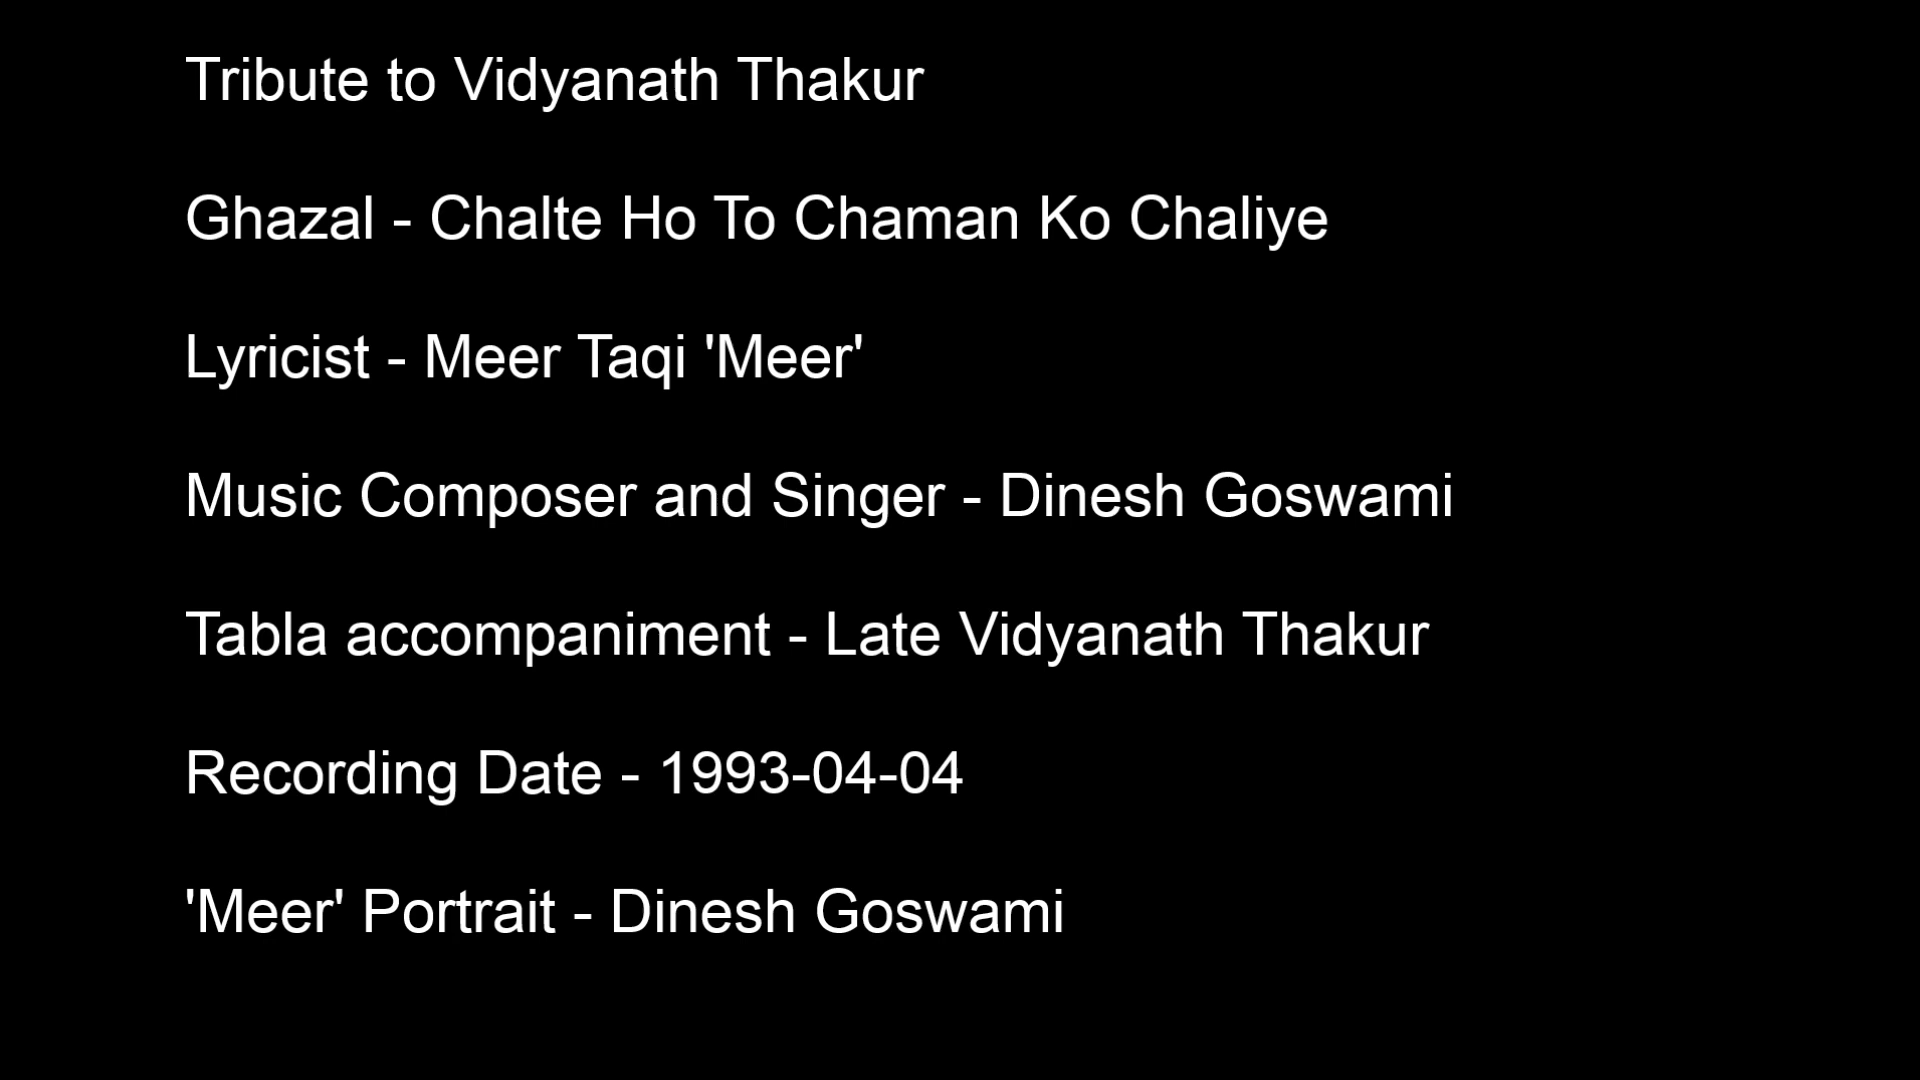 Tribute to Vidyanath Thakur
Ghazal - Chalte Ho To Chaman Ko Chaliye
Lyricist - Meer Taqi 'Meer'
Music Composer and Singer - Dinesh Goswami
Tabla accompaniment - Late Vidyanath Thakur
Recording Date - 1993-04-04
'Meer' Portrait - Dinesh Goswami